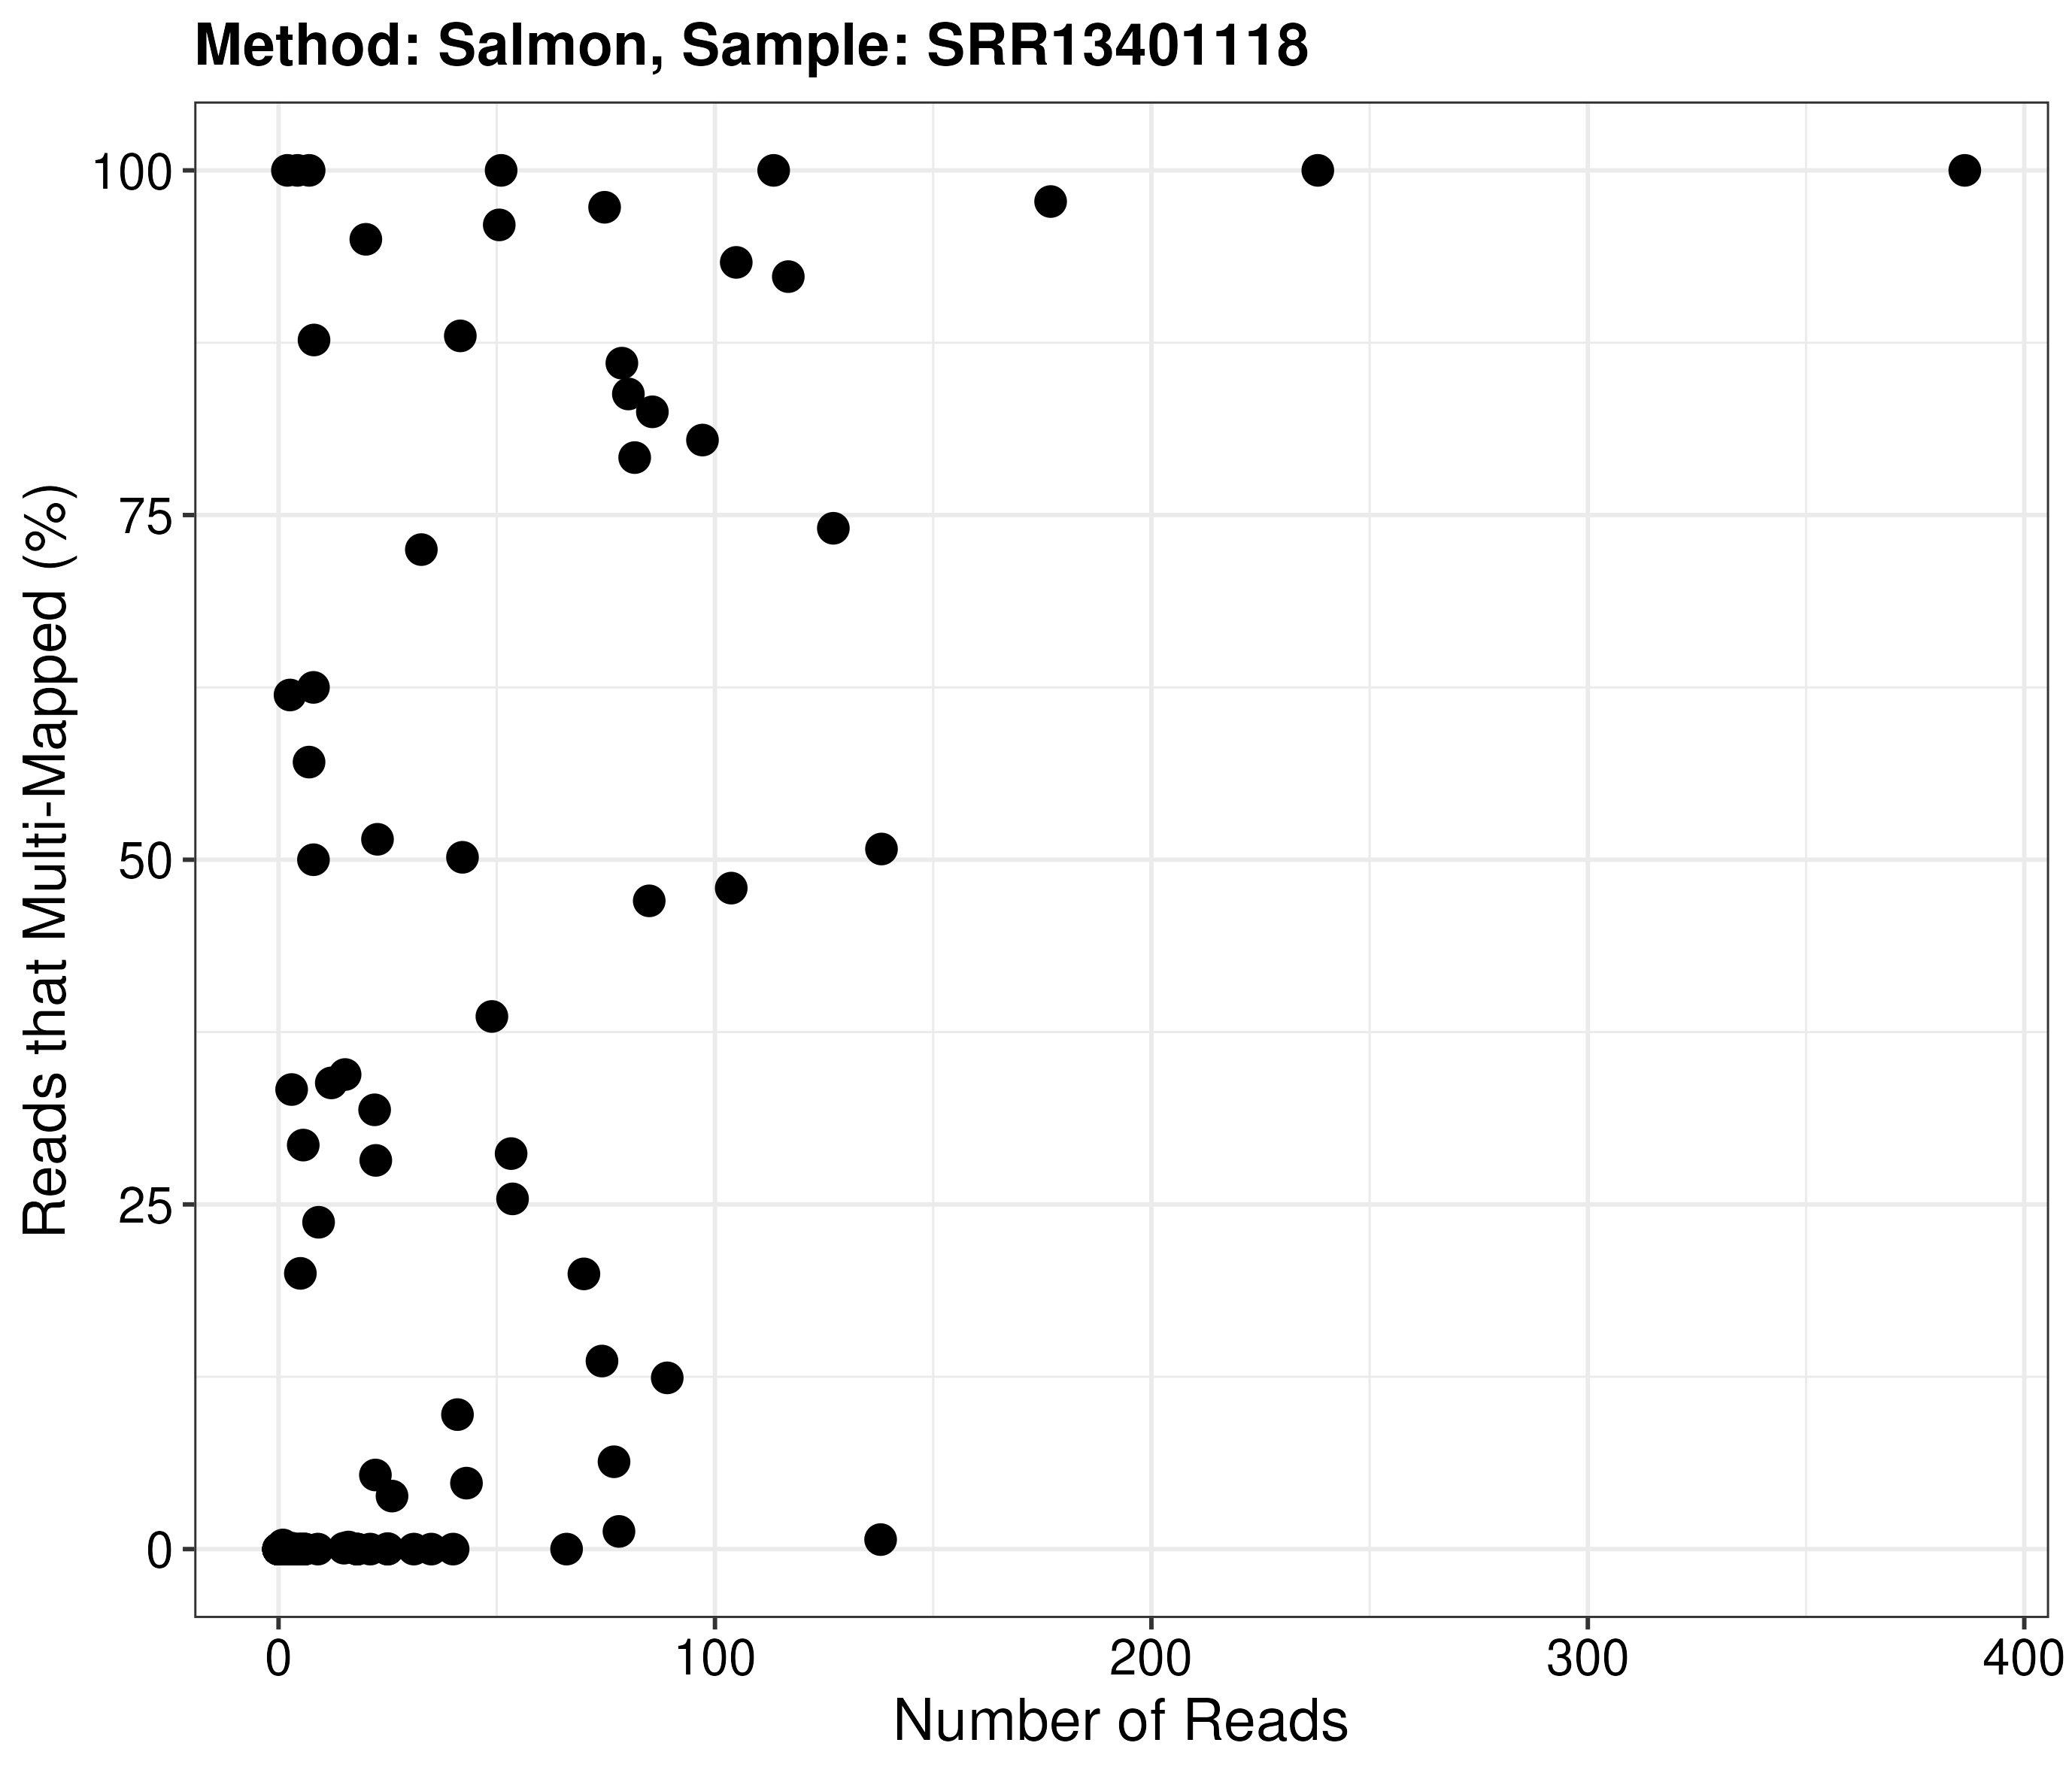 Method: Salmon, Sample: SRR13401118
Reads that Multi-Mapped (%)
100
75
50
25
0
0 100 200 300 400
Number of Reads